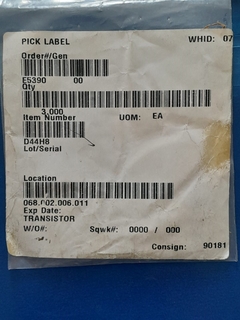 PICK LABEL WHID: 07
Order#/Gen
E5390 00
Qty
3,000
Item Number UOM: EA
D44H8
Lot/Serial
Location
068.002.006.011
Exp Date:
TRANSISTOR
W/O#: Sqwk#: 0000 / 000
Consign: 90181